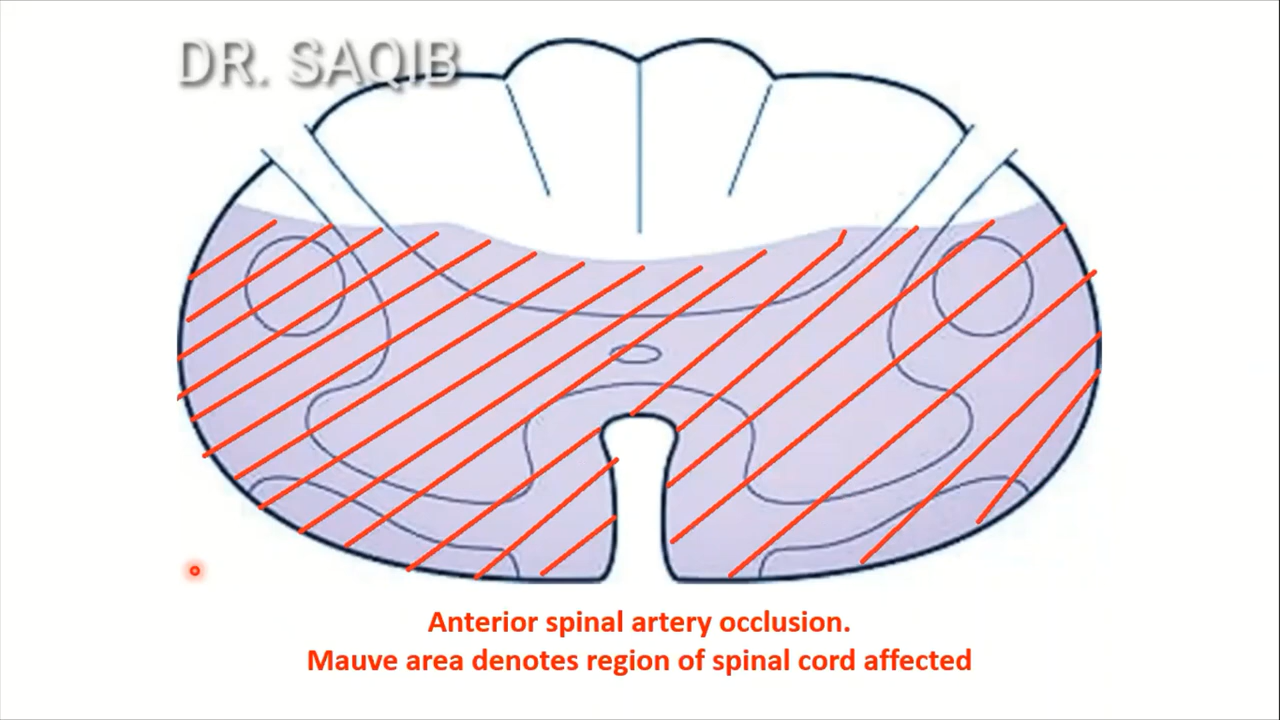 DR. SAQIB
Anterior spinal artery occlusion.
Mauve area denotes region of spinal cord affected